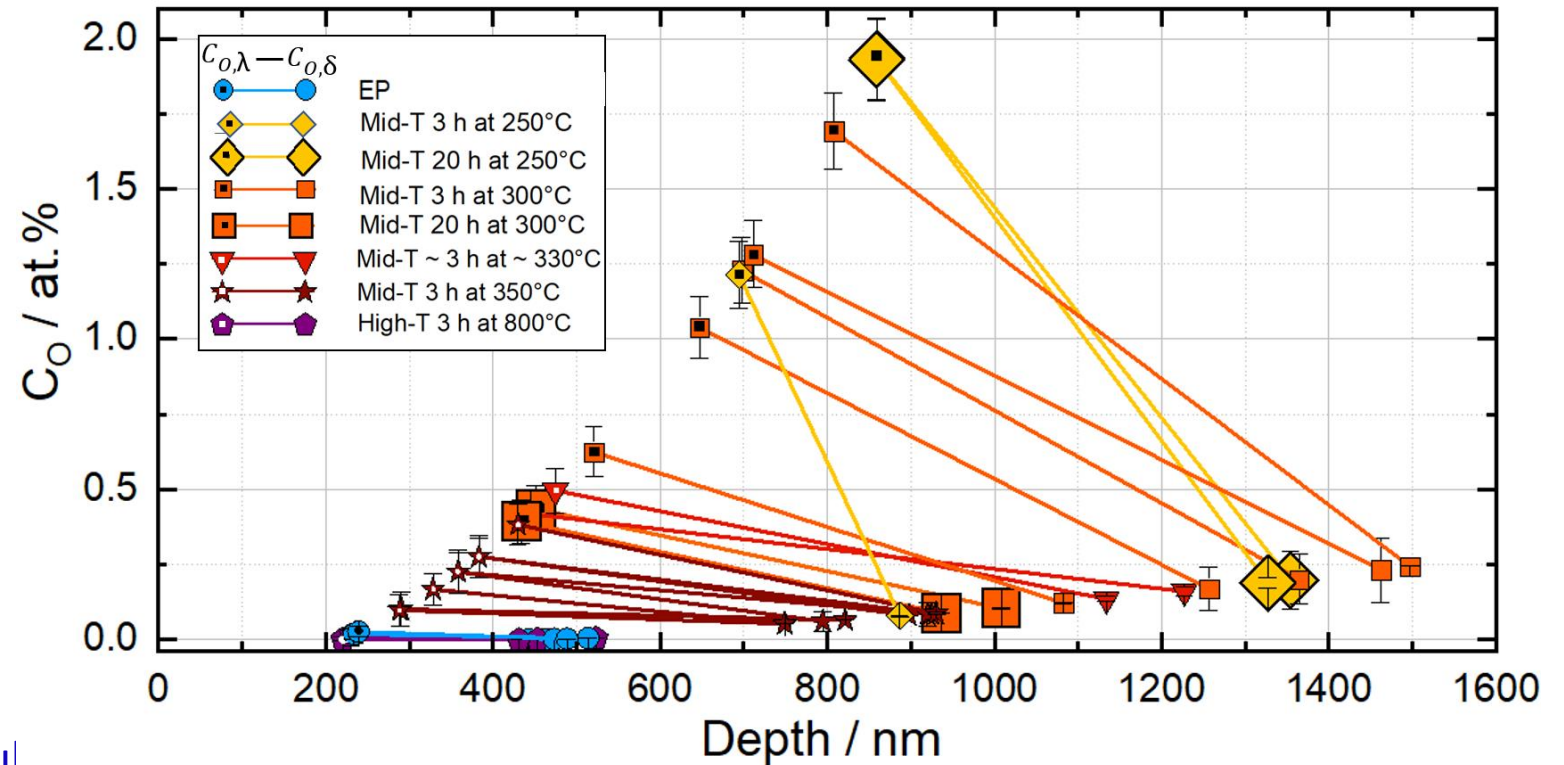 2.0
1.5
1.0
0.5
0.0
C_O / at.%
C_{O,λ} — C_{O,δ}
EP
Mid-T 3 h at 250°C
Mid-T 20 h at 250°C
Mid-T 3 h at 300°C
Mid-T 20 h at 300°C
Mid-T ~ 3 h at ~ 330°C
Mid-T 3 h at 350°C
High-T 3 h at 800°C
0 200 400 600 800 1000 1200 1400 1600
Depth / nm